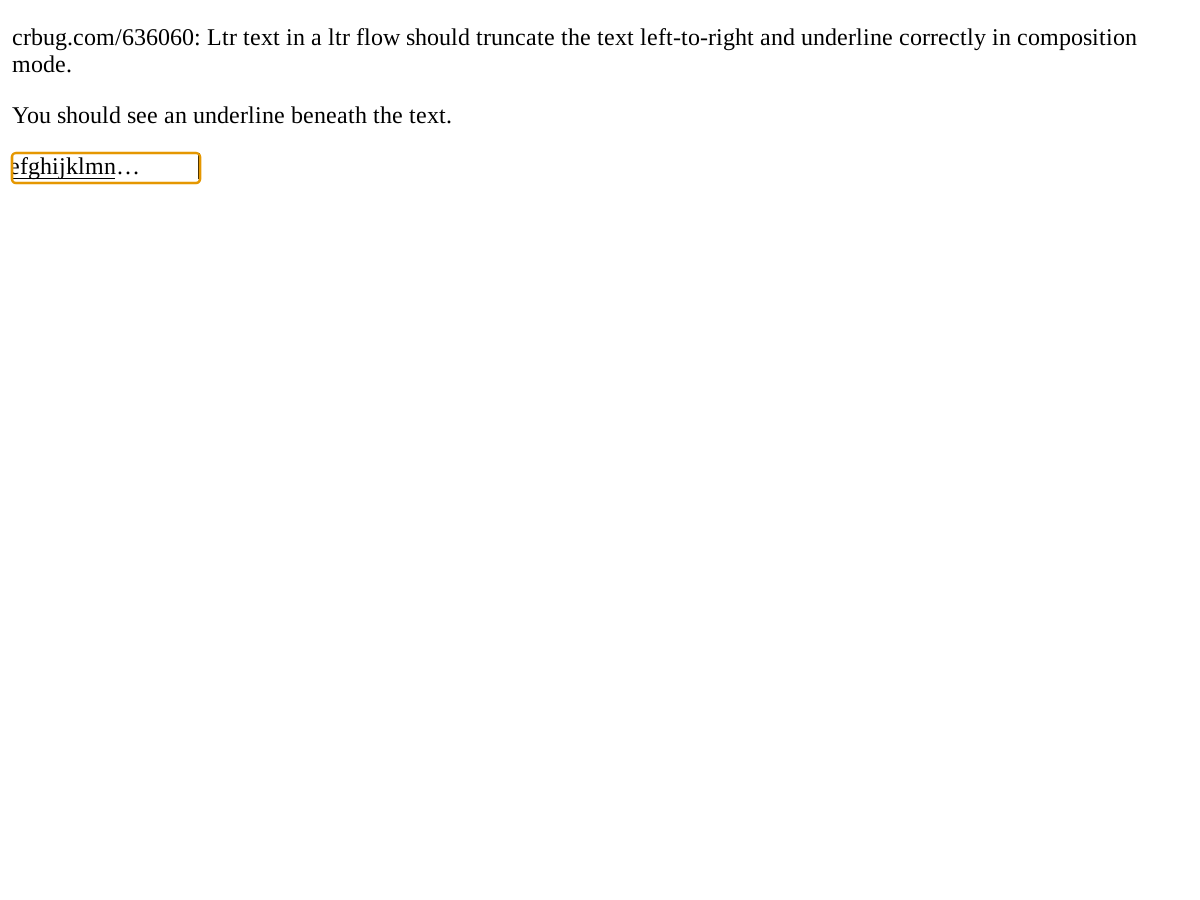 crbug.com/636060: Ltr text in a ltr flow should truncate the text left-to-right and underline correctly in composition
mode.
You should see an underline beneath the text.
efghijklmn…